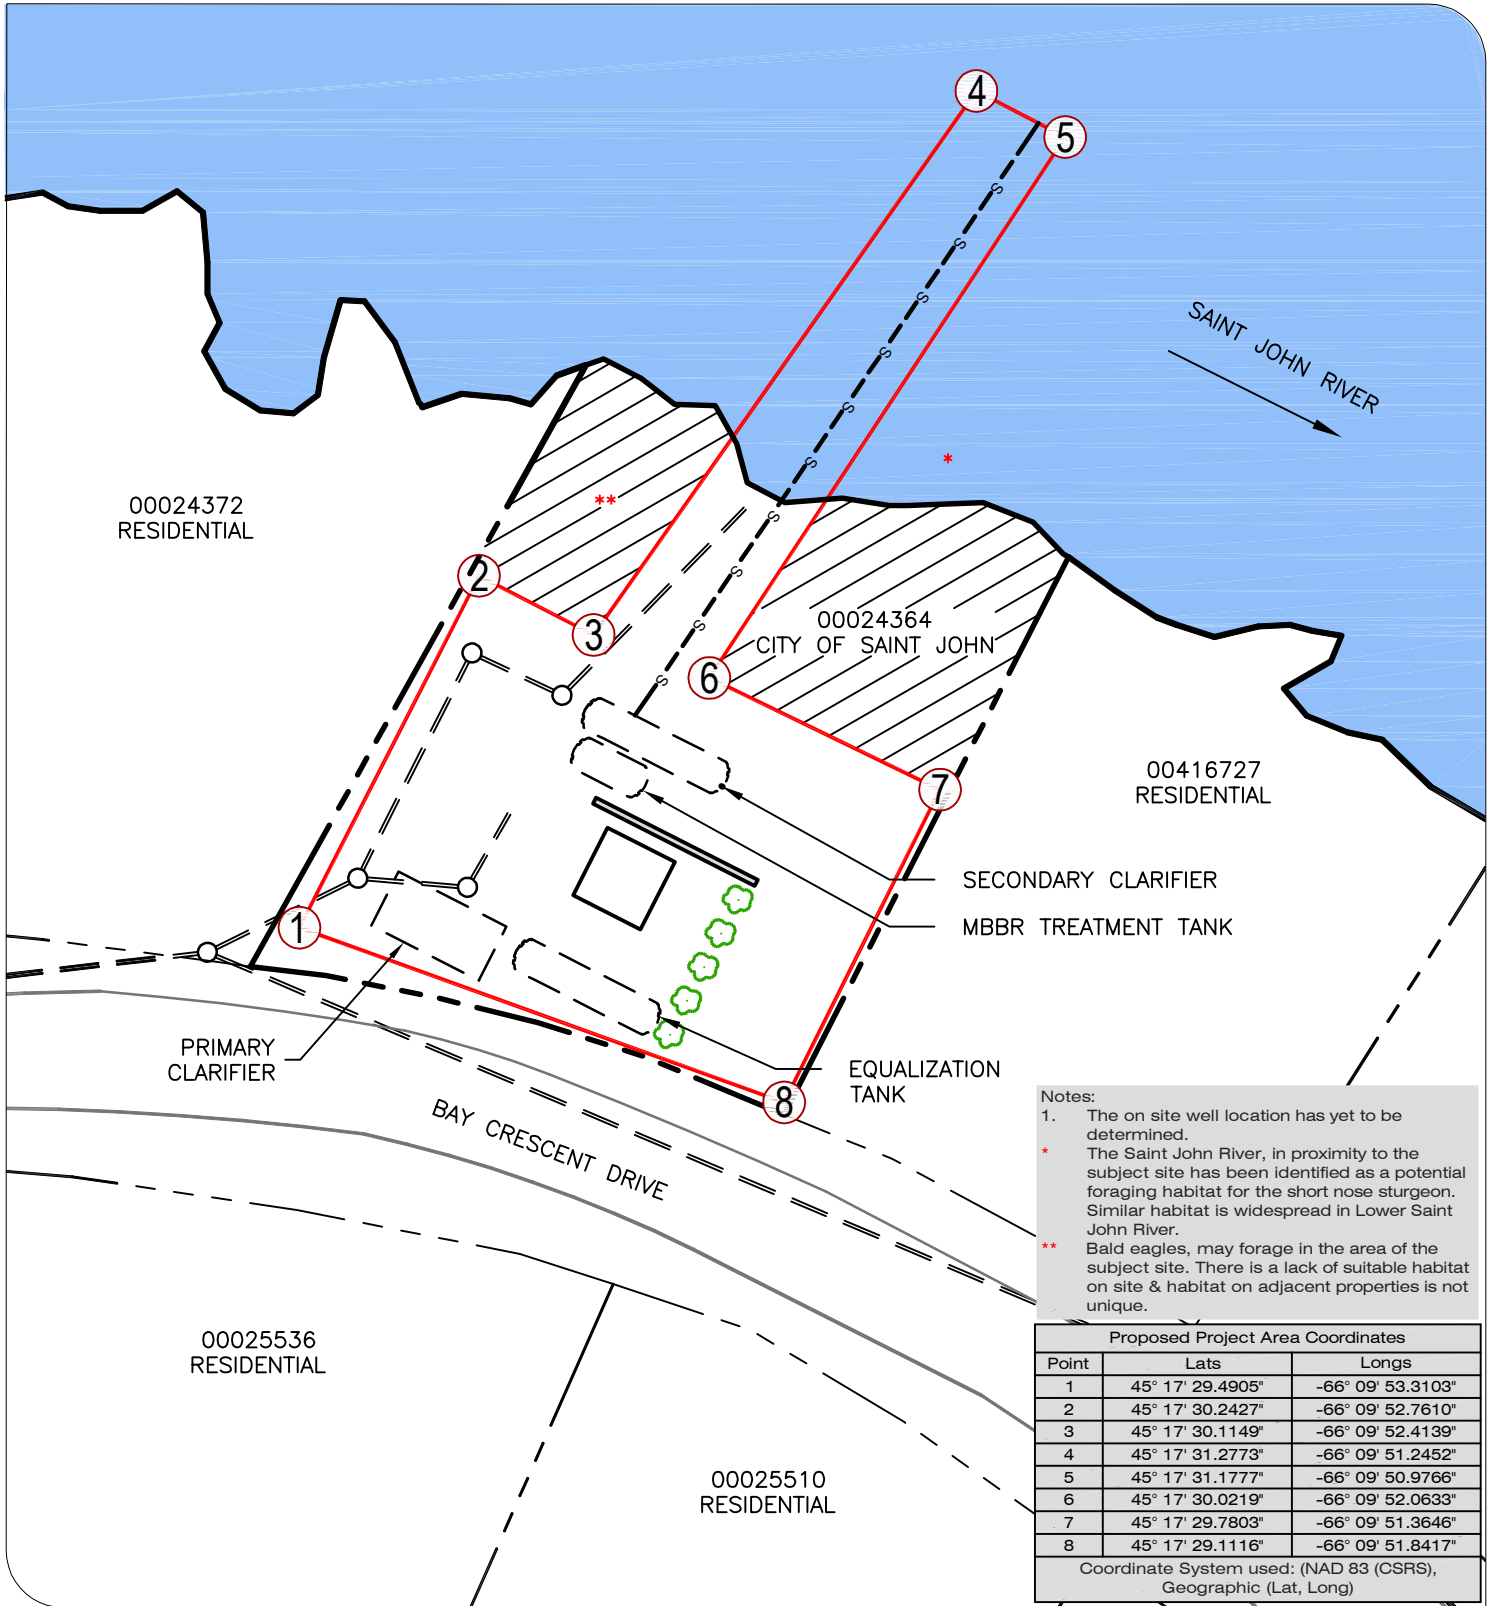 4
5
SAINT JOHN RIVER
S
S
S
S
S
S
*
00024372
RESIDENTIAL
**
S
S
2
3
00024364
CITY OF SAINT JOHN
S
S
6
7
00416727
RESIDENTIAL
SECONDARY CLARIFIER
MBBR TREATMENT TANK
1
PRIMARY
CLARIFIER
EQUALIZATION
TANK
8
BAY CRESCENT DRIVE
00025536
RESIDENTIAL
00025510
RESIDENTIAL
Notes:
1. The on site well location has yet to be
determined.
* The Saint John River, in proximity to the
subject site has been identified as a potential
foraging habitat for the short nose sturgeon.
Similar habitat is widespread in Lower Saint
John River.
** Bald eagles, may forage in the area of the
subject site. There is a lack of suitable habitat
on site & habitat on adjacent properties is not
unique.
Proposed Project Area Coordinates
Point Lats Longs
1 45° 17' 29.4905" -66° 09' 53.3103"
2 45° 17' 30.2427" -66° 09' 52.7610"
3 45° 17' 30.1149" -66° 09' 52.4139"
4 45° 17' 31.2773" -66° 09' 51.2452"
5 45° 17' 31.1777" -66° 09' 50.9766"
6 45° 17' 30.0219" -66° 09' 52.0633"
7 45° 17' 29.7803" -66° 09' 51.3646"
8 45° 17' 29.1116" -66° 09' 51.8417"
Coordinate System used: (NAD 83 (CSRS),
Geographic (Lat, Long)